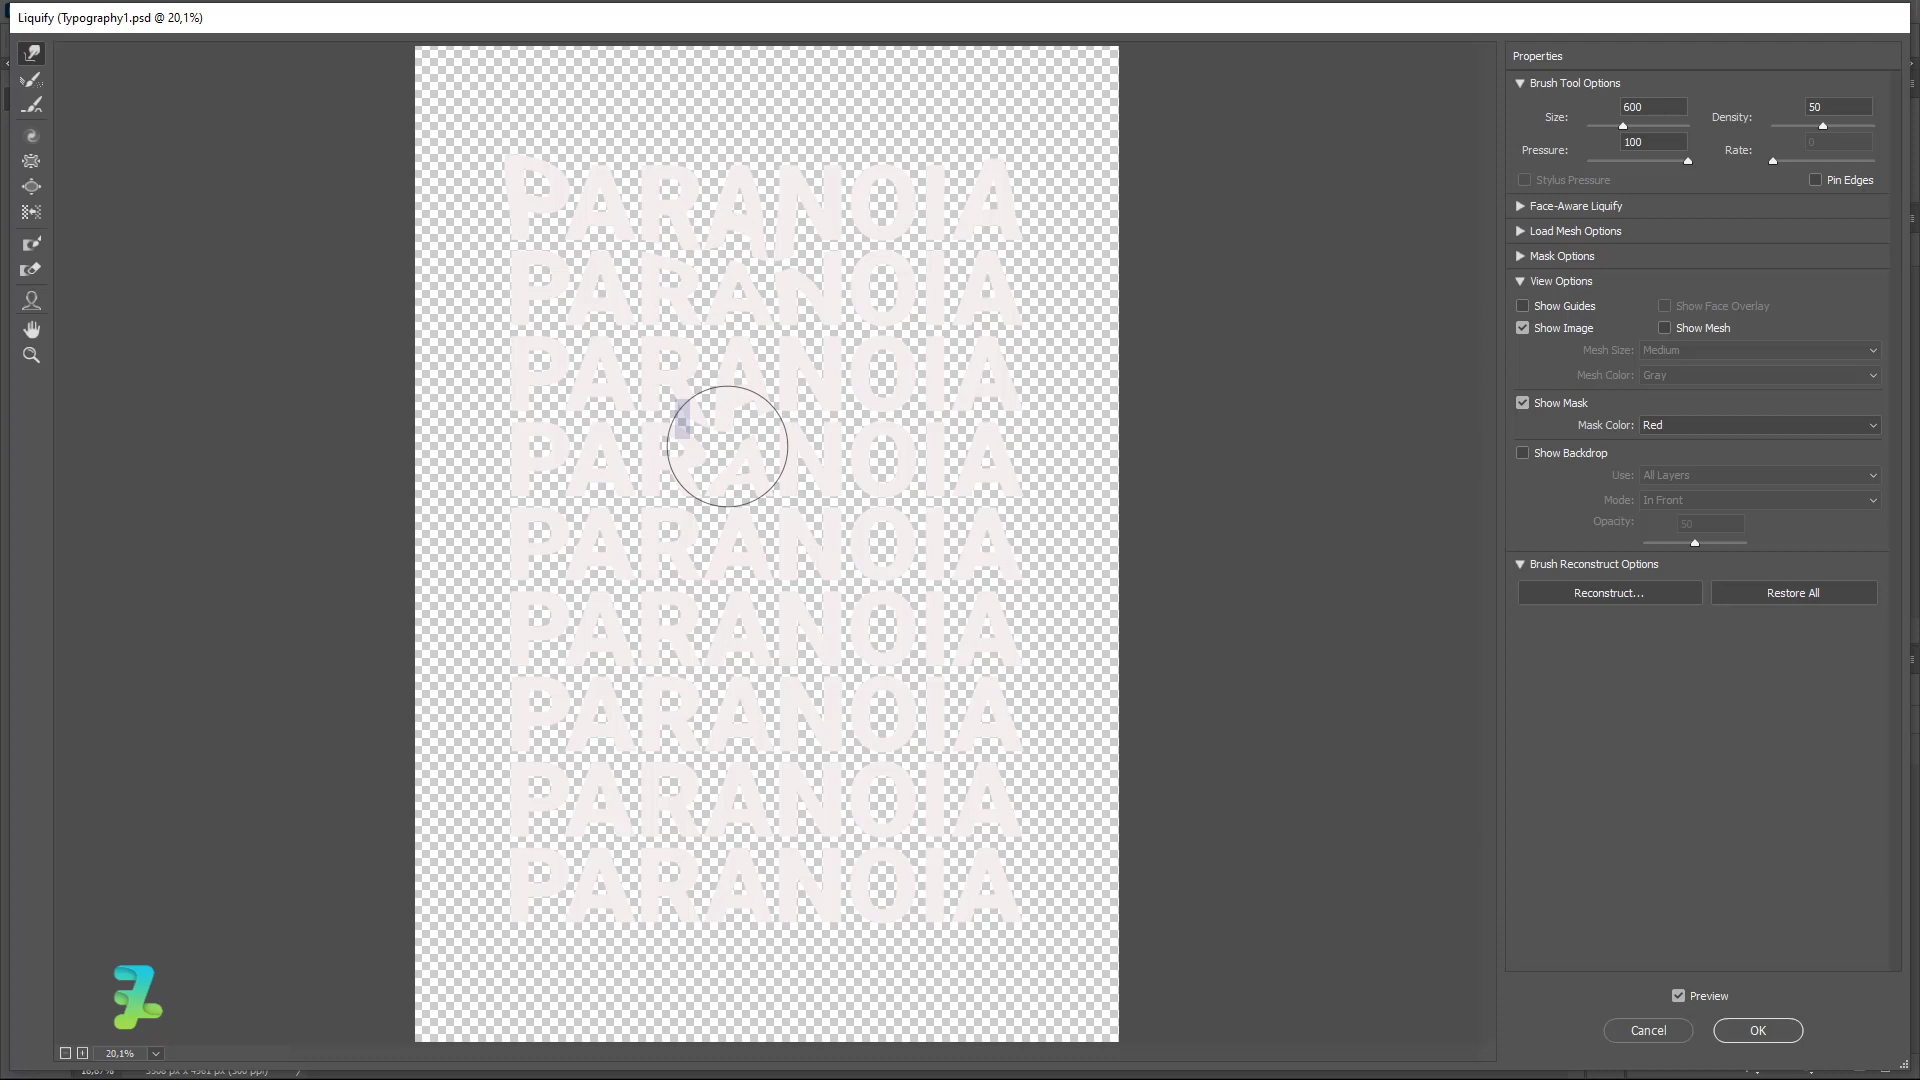 Liquify (Typography1.psd @ 20,1%)
Properties
Brush Tool Options
Size: 600 Density: 50
Pressure: 100 Rate: 0
Stylus Pressure Pin Edges
Face-Aware Liquify
Load Mesh Options
Mask Options
View Options
Show Guides Show Face Overlay
Show Image Show Mesh
Mesh Size: Medium
Mesh Color: Gray
Show Mask
Mask Color: Red
Show Backdrop
Use: All Layers
Mode: In Front
Opacity: 50
Brush Reconstruct Options
Reconstruct... Restore All
PARANOIA
PARANOIA
PARANOIA
PARANOIA
PARANOIA
PARANOIA
PARANOIA
PARANOIA
PARANOIA
Preview
Cancel OK
20,1%